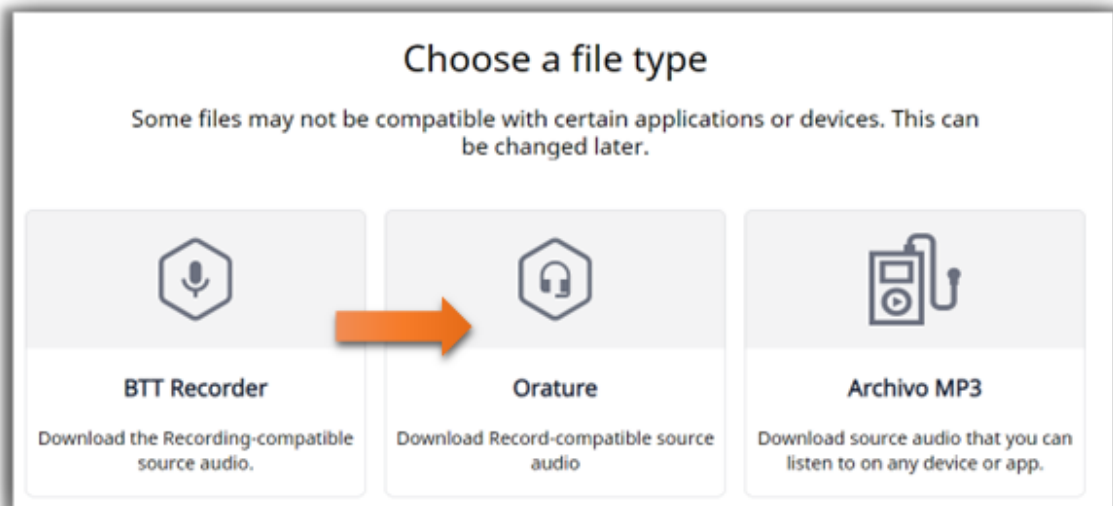 Choose a file type
Some files may not be compatible with certain applications or devices. This can
be changed later.
BTT Recorder
Download the Recording-compatible
source audio.
Orature
Download Record-compatible source
audio
Archivo MP3
Download source audio that you can
listen to on any device or app.